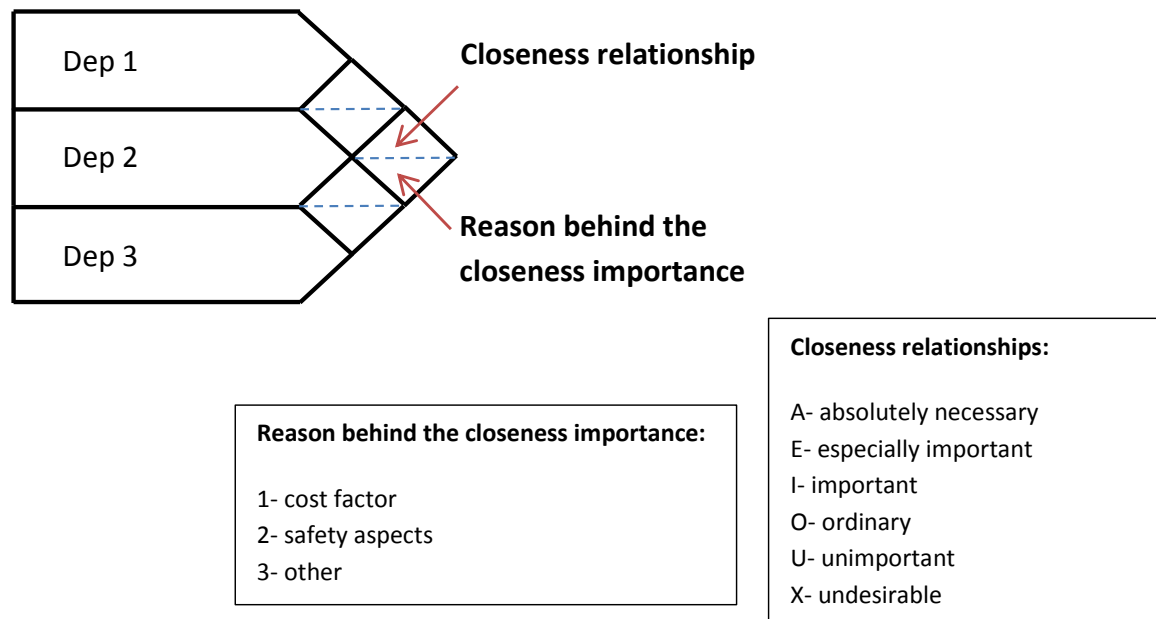 Dep 1
Closeness relationship
Dep 2
Reason behind the
closeness importance
Dep 3
Reason behind the closeness importance:
1- cost factor
2- safety aspects
3- other
Closeness relationships:
A- absolutely necessary
E- especially important
I- important
O- ordinary
U- unimportant
X- undesirable